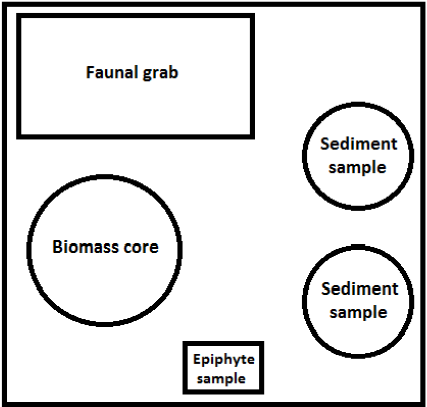 Faunal grab
Sediment
sample
Biomass core
Sediment
sample
Epiphyte
sample